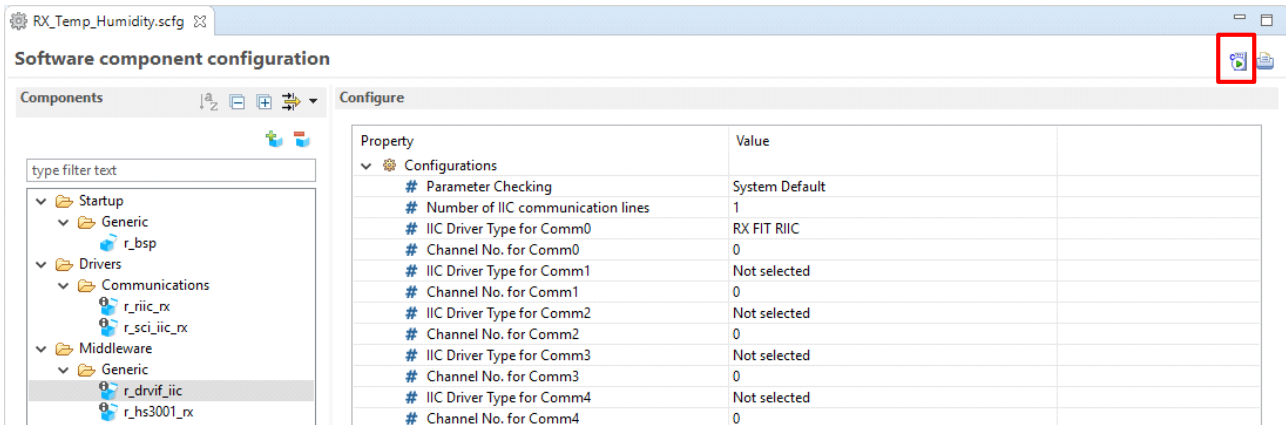 RX_Temp_Humidity.scfg
Software component configuration
Components
Configure
type filter text
Startup
Generic
r_bsp
Drivers
Communications
r_riic_rx
r_sci_iic_rx
Middleware
Generic
r_drvif_iic
r_hs3001_rx
Property Value
Configurations
# Parameter Checking System Default
# Number of IIC communication lines 1
# IIC Driver Type for Comm0 RX FIT RIIC
# Channel No. for Comm0 0
# IIC Driver Type for Comm1 Not selected
# Channel No. for Comm1 0
# IIC Driver Type for Comm2 Not selected
# Channel No. for Comm2 0
# IIC Driver Type for Comm3 Not selected
# Channel No. for Comm3 0
# IIC Driver Type for Comm4 Not selected
# Channel No. for Comm4 0